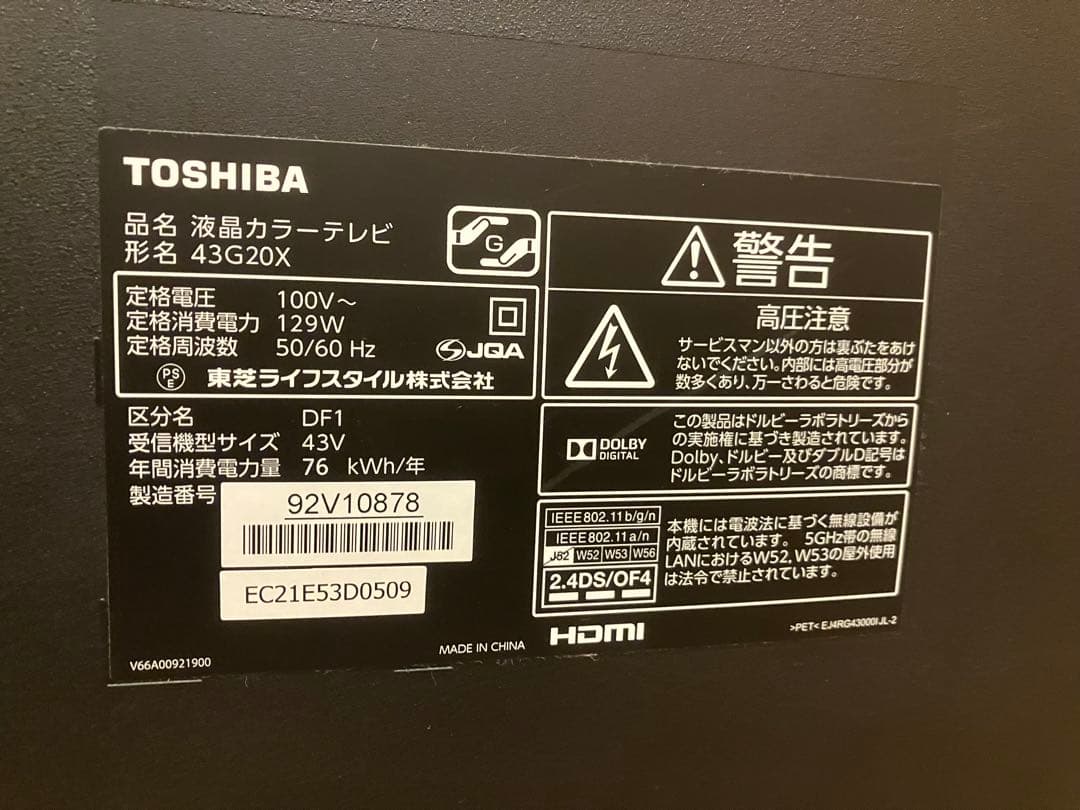 TOSHIBA
品名 液晶カラーテレビ
形名 43G20X
G
定格電圧 100V～
定格消費電力 129W
定格周波数 50/60 Hz
JQA
PS
E
東芝ライフスタイル株式会社
区分名 DF1
受信機型サイズ 43V
年間消費電力量 76 kWh/年
製造番号
92V10878
EC21E53D0509
V66A00921900
MADE IN CHINA
警告
高圧注意
サービスマン以外の方は裏ぶたをあけ
ないでください。内部には高電圧部分が
数多くあり、万一さわると危険です。
DOLBY
DIGITAL
この製品はドルビーラボラトリーズから
の実施権に基づき製造されています。
Dolby、ドルビー及びダブルD記号は
ドルビーラボラトリーズの商標です。
IEEE802.11b/g/n
IEEE802.11a/n
J52 W52 W53 W56
2.4DS/OF4
本機には電波法に基づく無線設備が
内蔵されています。 5GHz帯の無線
LANにおけるW52、W53の屋外使用
は法令で禁止されています。
HDMI
>PET< EJ4RG43000IJL-2